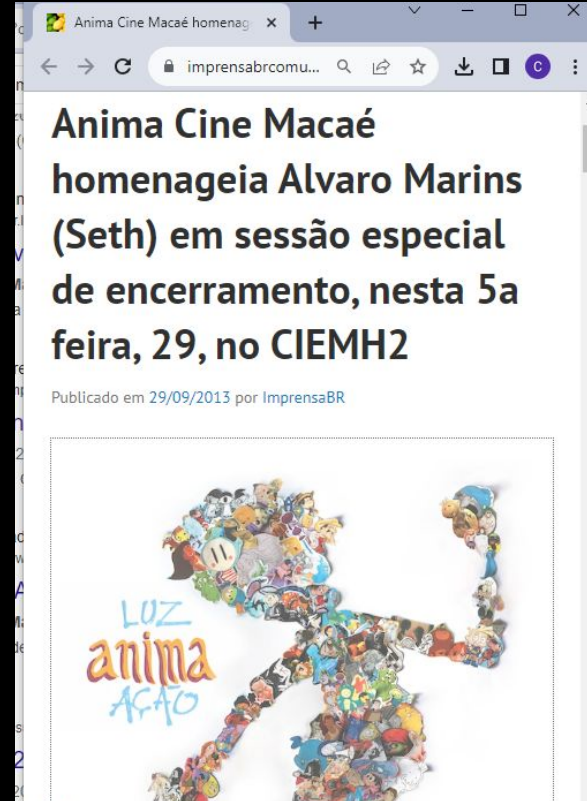 Anima Cine Macaé homenag
imprensabrcomu...
C
Anima Cine Macaé
homenageia Alvaro Marins
(Seth) em sessão especial
de encerramento, nesta 5a
feira, 29, no CIEMH2
Publicado em 29/09/2013 por ImprensaBR
LUZ
anima
AÇÃO